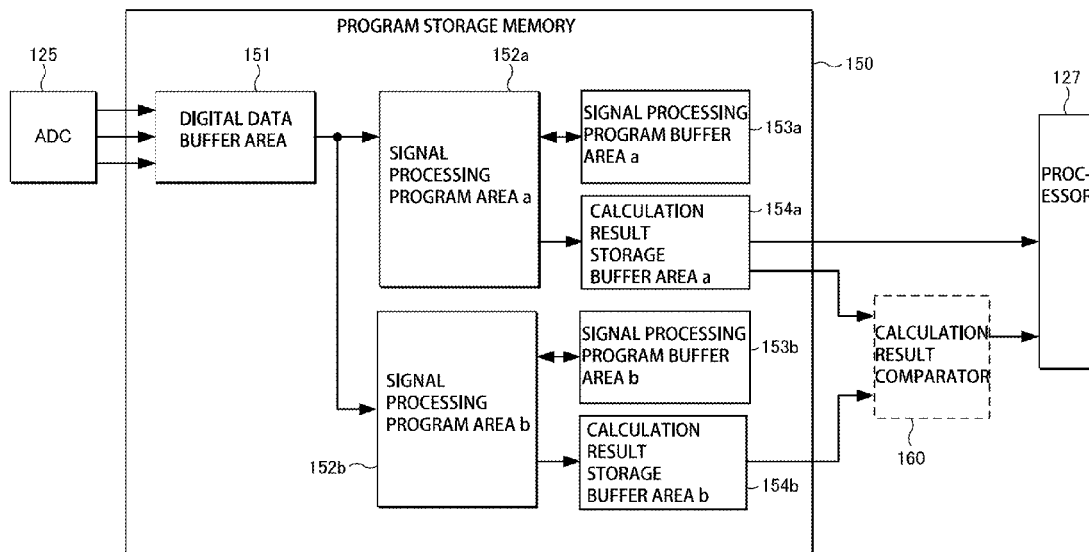 PROGRAM STORAGE MEMORY
125
151
152a
150
127
ADC
DIGITAL DATA
BUFFER AREA
SIGNAL
PROCESSING
PROGRAM AREA a
SIGNAL PROCESSING
PROGRAM BUFFER
AREA a
153a
CALCULATION
RESULT
STORAGE
BUFFER AREA a
154a
PROC-
ESSOR
SIGNAL
PROCESSING
PROGRAM AREA b
152b
SIGNAL PROCESSING
PROGRAM BUFFER
AREA b
153b
CALCULATION
RESULT
STORAGE
BUFFER AREA b
154b
CALCULATION
RESULT
COMPARATOR
160